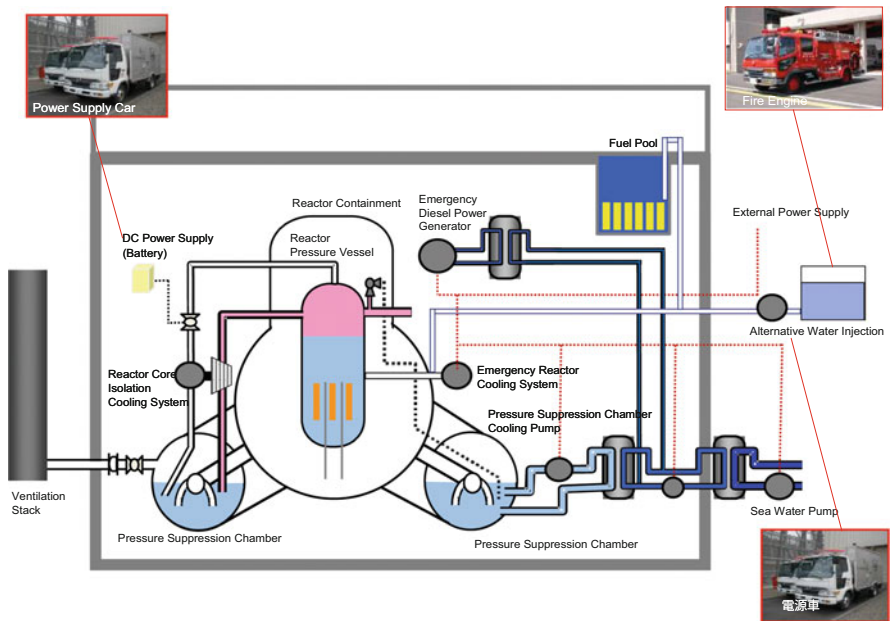 Power Supply Car
Fire Engine
Fuel Pool
Reactor Containment
Emergency
Diesel Power
Generator
External Power Supply
DC Power Supply
(Battery)
Reactor
Pressure Vessel
Alternative Water Injection
Reactor Core
Isolation
Cooling System
Emergency Reactor
Cooling System
Pressure Suppression Chamber
Cooling Pump
Ventilation
Stack
Sea Water Pump
Pressure Suppression Chamber
Pressure Suppression Chamber
電源車